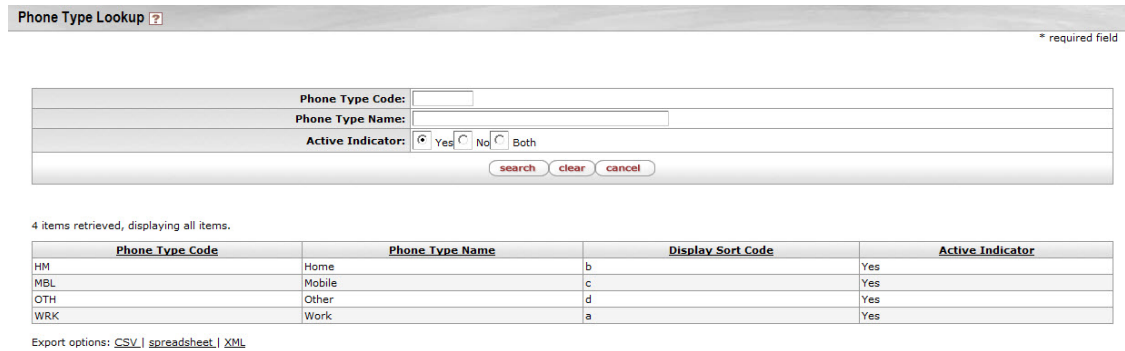 Phone Type Lookup ?
* required field
Phone Type Code:
Phone Type Name:
Active Indicator: Yes No Both
search clear cancel
4 items retrieved, displaying all items.
Phone Type Code Phone Type Name Display Sort Code Active Indicator
HM Home b Yes
MBL Mobile c Yes
OTH Other d Yes
WRK Work a Yes
Export options: CSV | spreadsheet | XML